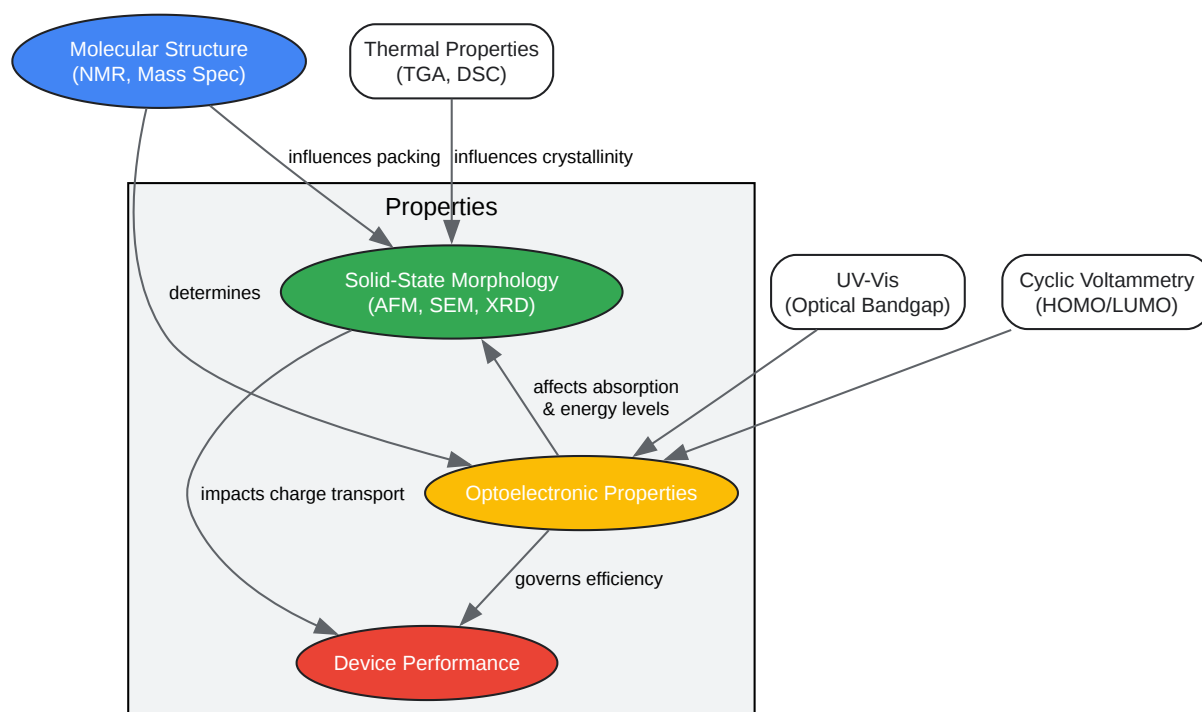 Molecular Structure
(NMR, Mass Spec)
Thermal Properties
(TGA, DSC)
influences packing
influences crystallinity
Properties
Solid-State Morphology
(AFM, SEM, XRD)
UV-Vis
(Optical Bandgap)
Cyclic Voltammetry
(HOMO/LUMO)
determines
affects absorption
& energy levels
impacts charge transport
Optoelectronic Properties
governs efficiency
Device Performance